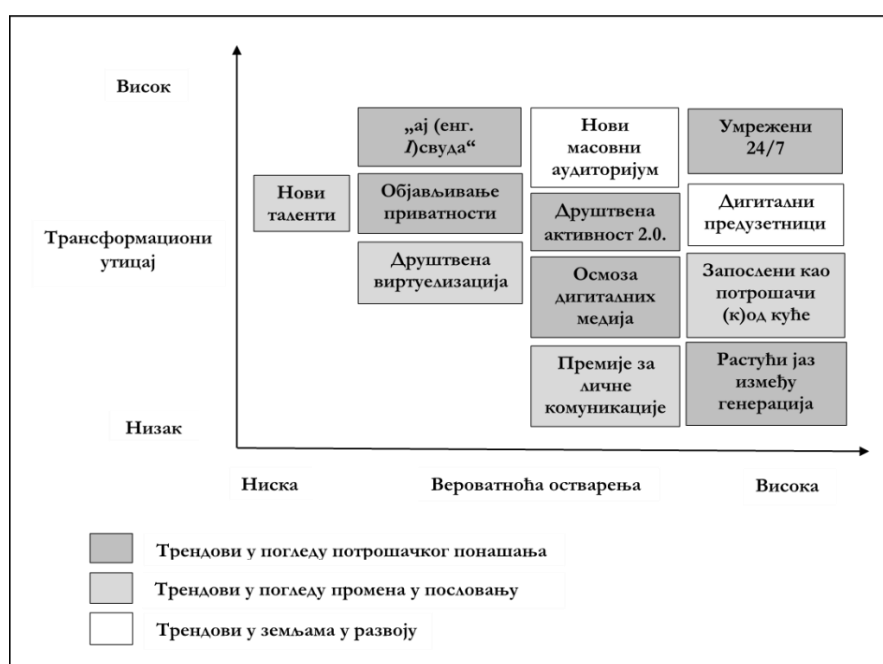 Висок
„ај (енг.
I)свуда“
Нови
масовни
аудиторијум
Умрежени
24/7
Нови
таленти
Објављивање
приватности
Друштвена
активност 2.0.
Дигитални
предузетници
Трансформациони
утицај
Друштвена
виртуелизација
Осмоза
дигиталних
медија
Запослени као
потрошачи
(к)од куће
Премије за
личне
комуникације
Растући јаз
између
генерација
Низак
Ниска
Вероватноћа остварења
Висока
Трендови у погледу потрошачког понашања
Трендови у погледу промена у пословању
Трендови у земљама у развоју